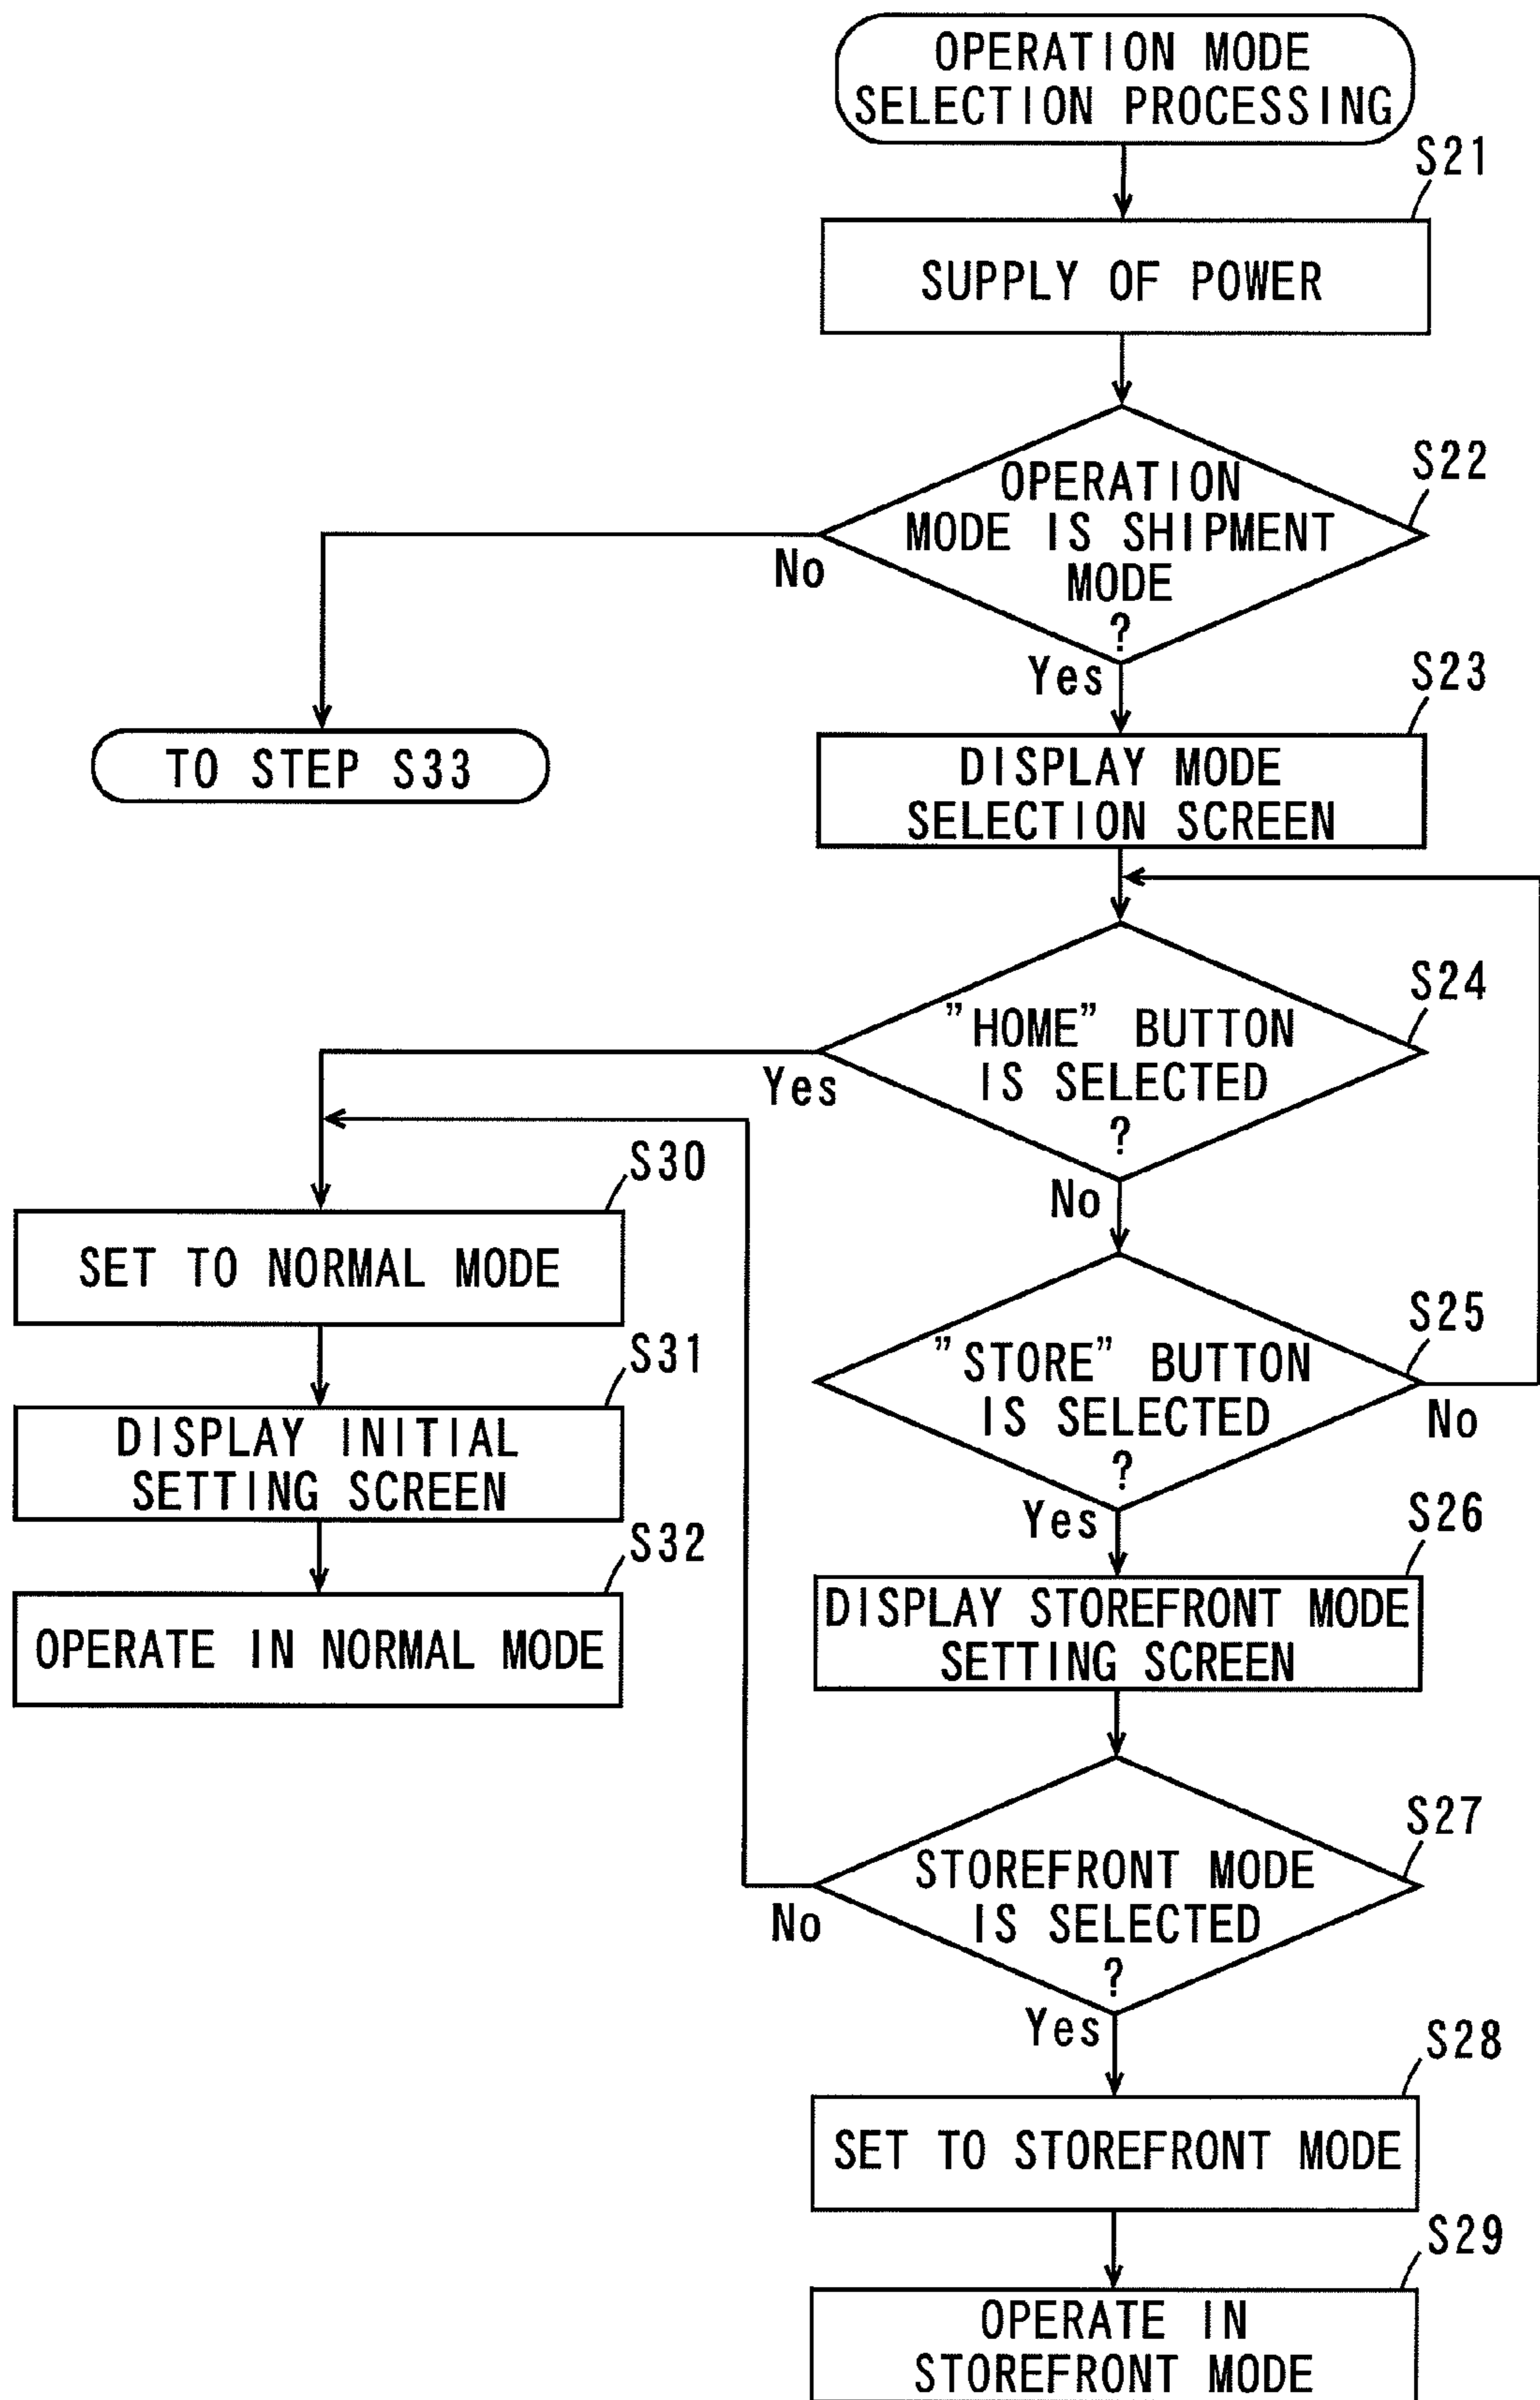 OPERATION MODE
SELECTION PROCESSING
S21
SUPPLY OF POWER
S22
OPERATION
MODE IS SHIPMENT
MODE
?
No
Yes
TO STEP S33
S23
DISPLAY MODE
SELECTION SCREEN
S24
"HOME" BUTTON
IS SELECTED
?
Yes
No
S30
SET TO NORMAL MODE
S31
DISPLAY INITIAL
SETTING SCREEN
S32
OPERATE IN NORMAL MODE
S25
"STORE" BUTTON
IS SELECTED
?
No
Yes
S26
DISPLAY STOREFRONT MODE
SETTING SCREEN
S27
STOREFRONT MODE
IS SELECTED
?
No
Yes
S28
SET TO STOREFRONT MODE
S29
OPERATE IN
STOREFRONT MODE